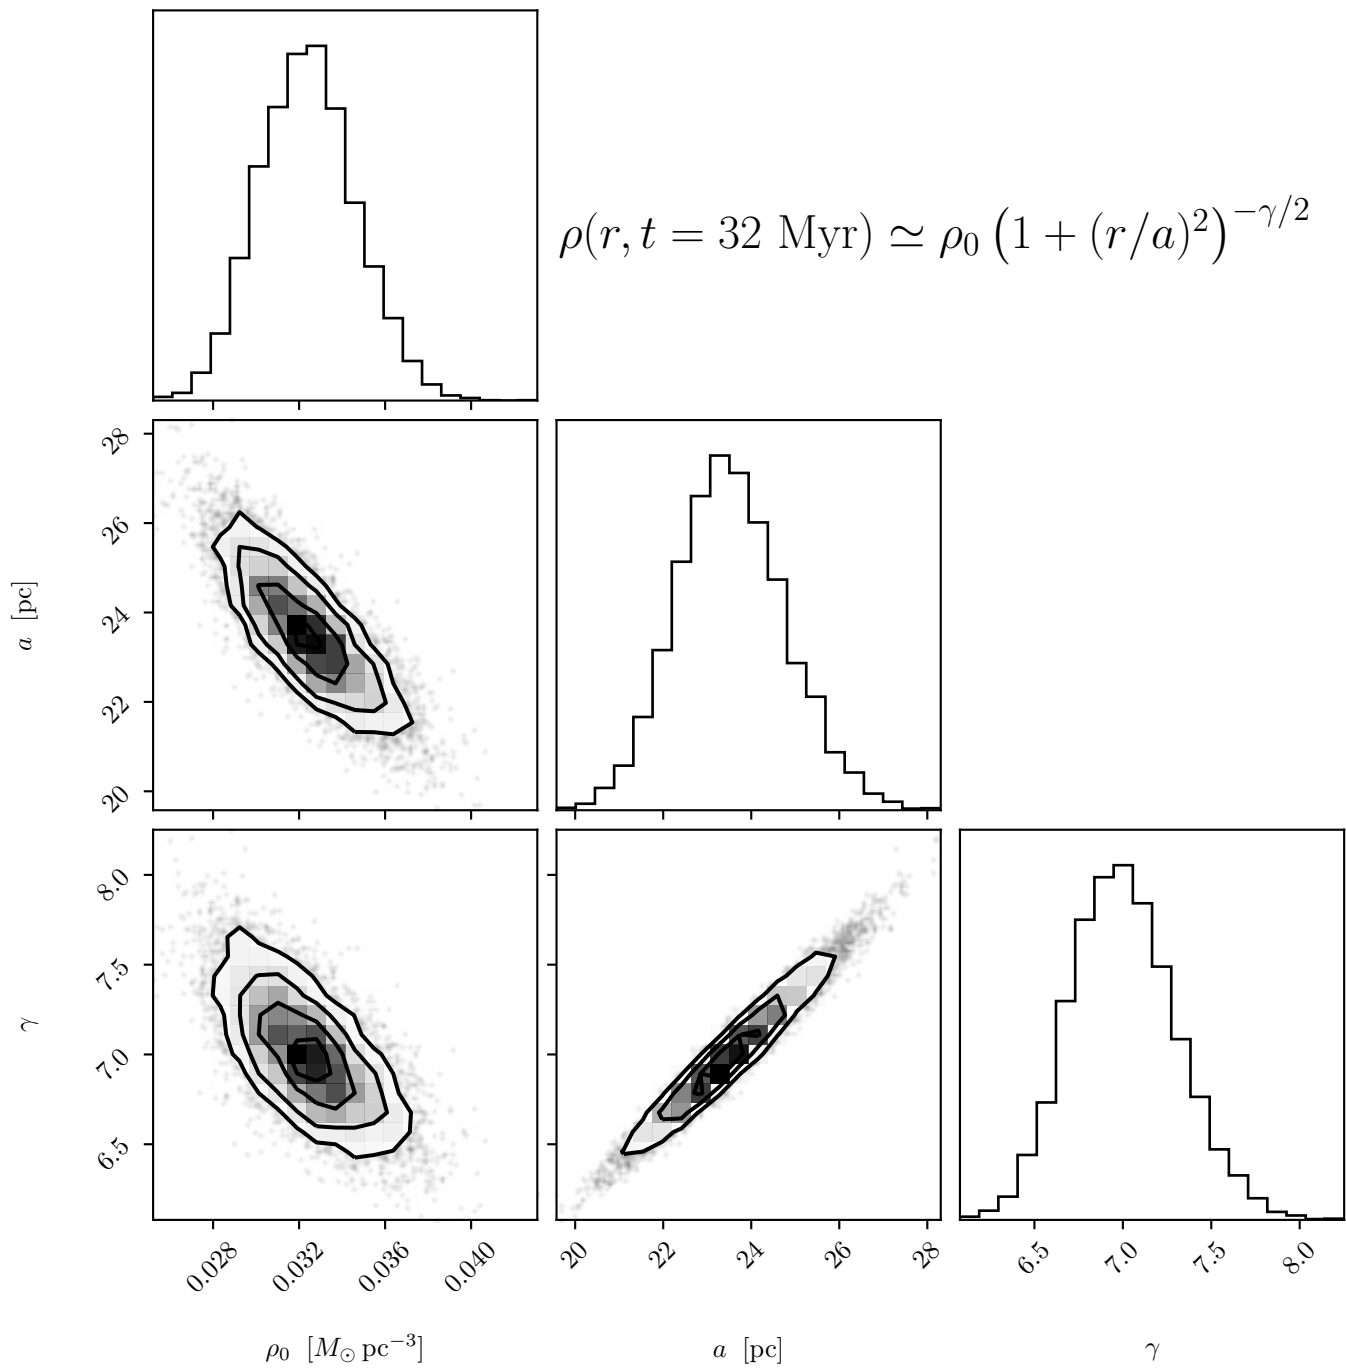 ρ(r, t = 32 Myr) ≃ ρ₀ (1 + (r/a)²)^{−γ/2}
28
26
24
22
20
a [pc]
8.0
7.5
7.0
6.5
γ
0.028 0.032 0.036 0.040
20 22 24 26 28
6.5 7.0 7.5 8.0
ρ₀ [M☉ pc⁻³]
a [pc]
γ